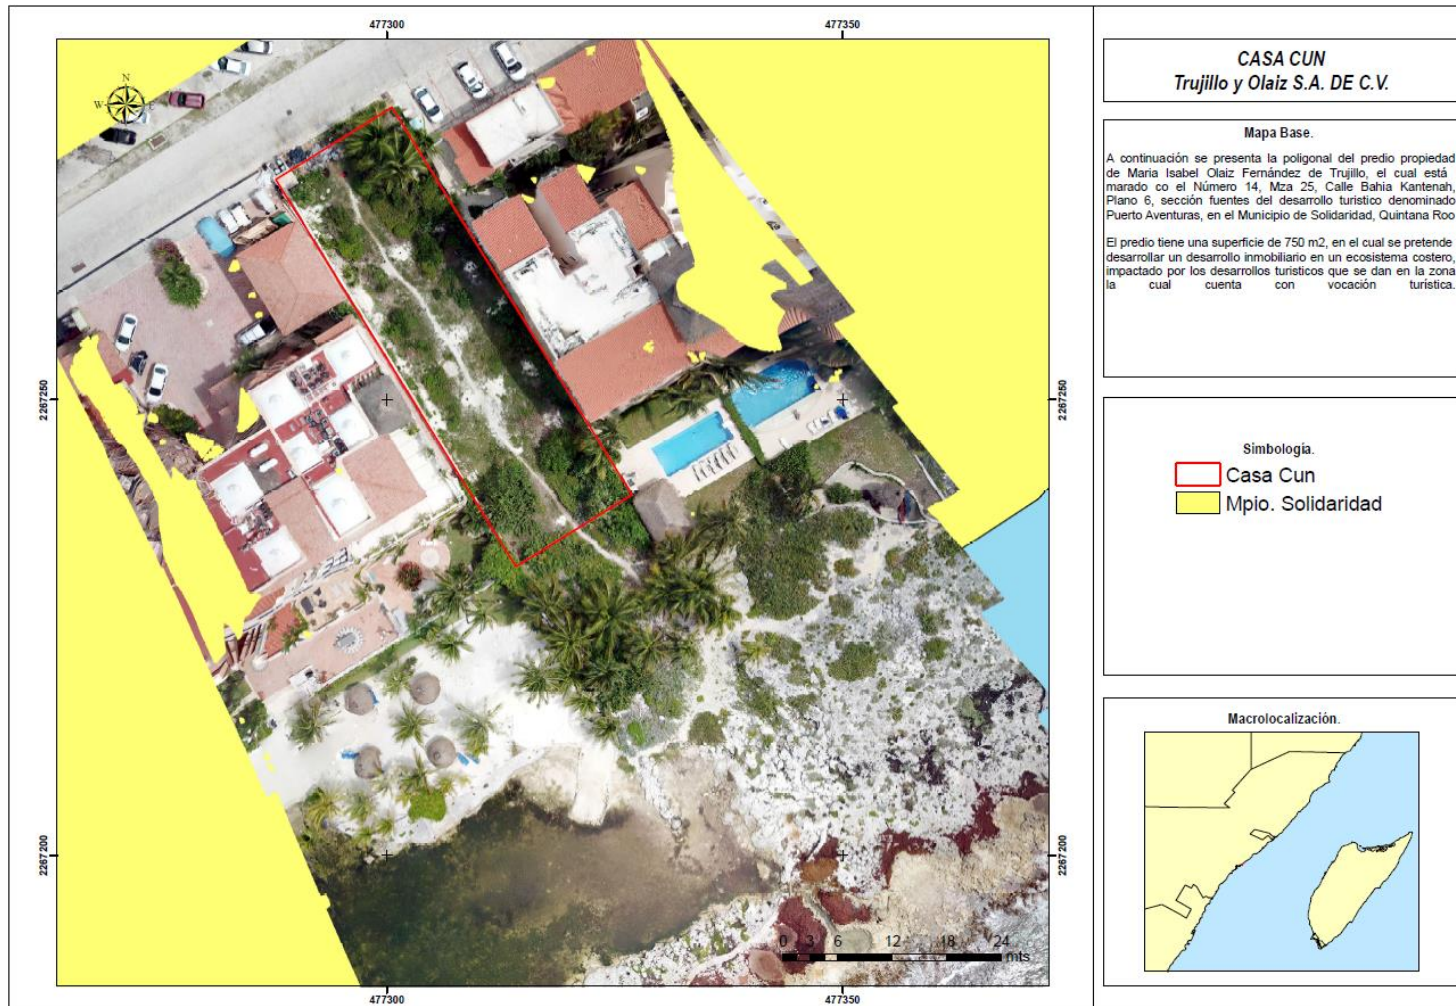 477300
477350
CASA CUN
Trujillo y Olaiz S.A. DE C.V.
N
W
E
S
Mapa Base.
A continuación se presenta la poligonal del predio propiedad
de Maria Isabel Olaiz Fernández de Trujillo, el cual está
marado co el Número 14, Mza 25, Calle Bahia Kantenah,
Plano 6, sección fuentes del desarrollo turistico denominado
Puerto Aventuras, en el Municipio de Solidaridad, Quintana Roo
El predio tiene una superficie de 750 m2, en el cual se pretende
desarrollar un desarrollo inmobiliario en un ecosistema costero,
impactado por los desarrollos turisticos que se dan en la zona
la cual cuenta con vocación turística.
2267250
2267250
Simbología.
Casa Cun
Mpio. Solidaridad
Macrolocalización.
2267200
2267200
0 3 6 12 18 24
mts
477300
477350